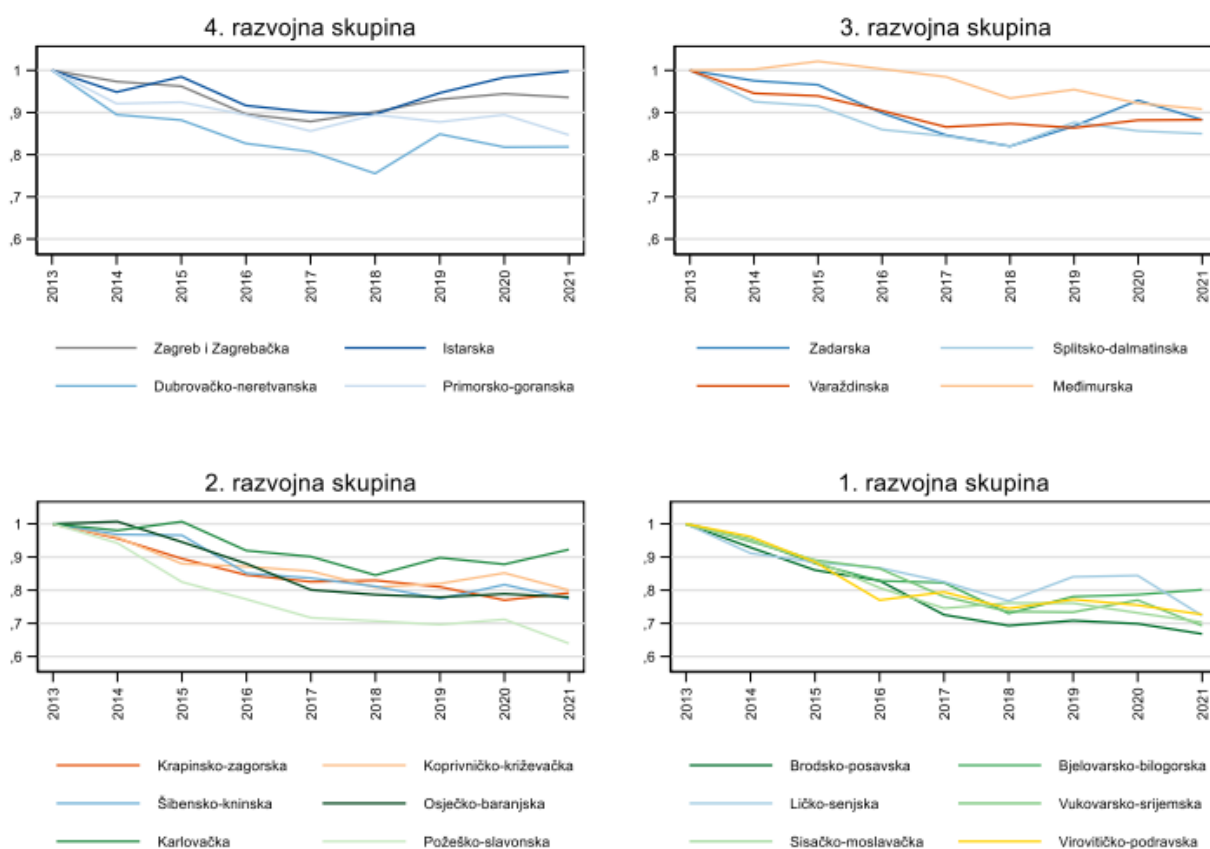 4. razvojna skupina
1
,9
,8
,7
,6
2013
2014
2015
2016
2017
2018
2019
2020
2021
Zagreb i Zagrebačka
Istarska
Dubrovačko-neretvanska
Primorsko-goranska
3. razvojna skupina
1
,9
,8
,7
,6
2013
2014
2015
2016
2017
2018
2019
2020
2021
Zadarska
Splitsko-dalmatinska
Varaždinska
Međimurska
2. razvojna skupina
1
,9
,8
,7
,6
2013
2014
2015
2016
2017
2018
2019
2020
2021
Krapinsko-zagorska
Koprivničko-križevačka
Šibensko-kninska
Osječko-baranjska
Karlovačka
Požeško-slavonska
1. razvojna skupina
1
,9
,8
,7
,6
2013
2014
2015
2016
2017
2018
2019
2020
2021
Brodsko-posavska
Bjelovarsko-bilogorska
Ličko-senjska
Vukovarsko-srijemska
Sisačko-moslavačka
Virovitičko-podravska